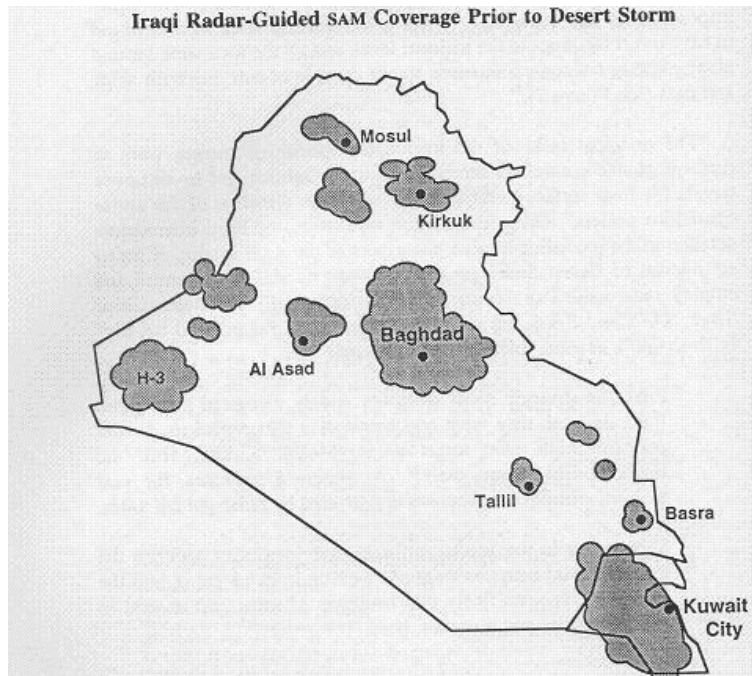 Iraqi Radar-Guided SAM Coverage Prior to Desert Storm
Mosul
Kirkuk
Baghdad
Al Asad
H-3
Tallil
Basra
Kuwait
City